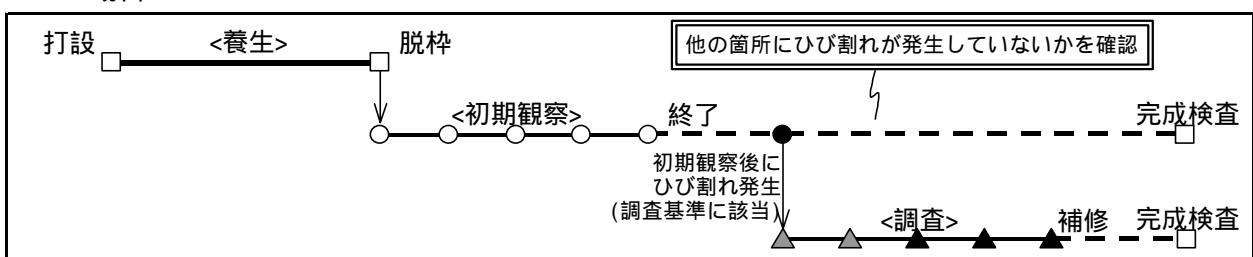 打設
<養生>
脱枠
他の箇所にひび割れが発生していないかを確認
<初期観察>
終了
完成検査
初期観察後に
ひび割れ発生
(調査基準に該当)
<調査>
補修
完成検査